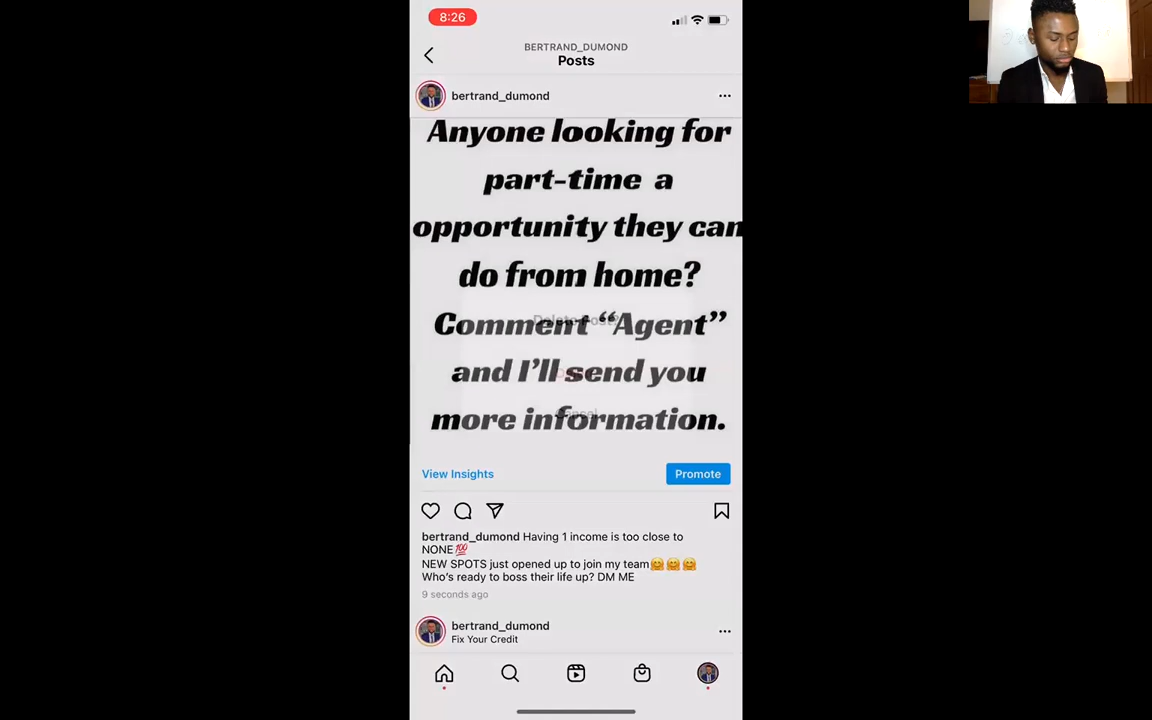 8:26
BERTRAND_DUMOND
Posts
bertrand_dumond
Anyone looking for
part-time a
opportunity they can
do from home?
Comment “Agent”
and I’ll send you
more information.
Delete Post?
Cancel
View Insights
Promote
bertrand_dumond Having 1 income is too close to
NONE💯
NEW SPOTS just opened up to join my team🤗🤗🤗
Who’s ready to boss their life up? DM ME
9 seconds ago
bertrand_dumond
Fix Your Credit